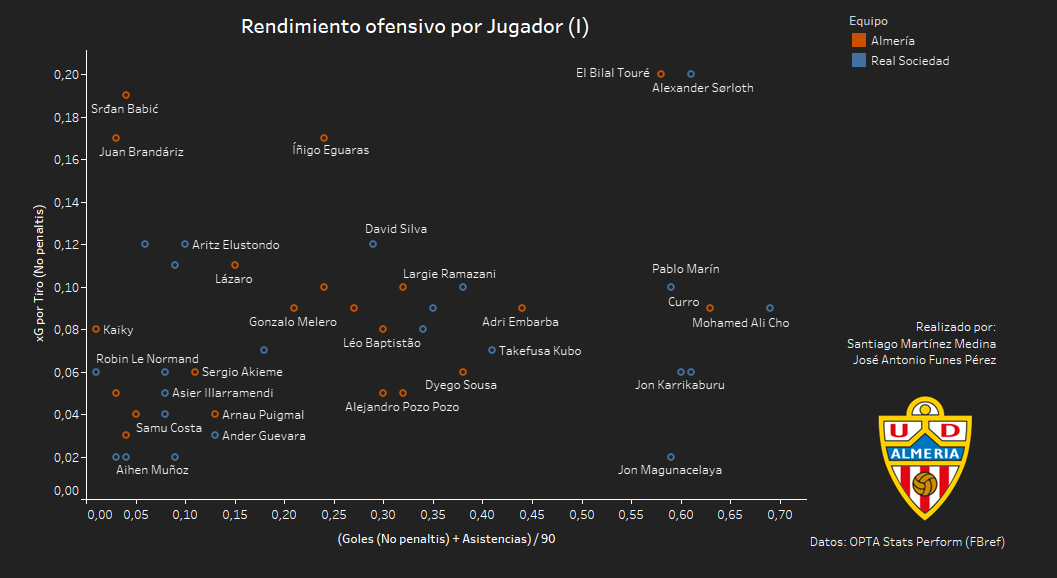 Rendimiento ofensivo por Jugador (I)
Equipo
Almería
Real Sociedad
xG por Tiro (No penaltis)
0,20
0,18
0,16
0,14
0,12
0,10
0,08
0,06
0,04
0,02
0,00
El Bilal Touré
Alexander Sørloth
Srđan Babić
Juan Brandáriz
Íñigo Eguaras
David Silva
Aritz Elustondo
Lázaro
Largie Ramazani
Pablo Marín
Curro
Gonzalo Melero
Adri Embarba
Mohamed Ali Cho
Kaiky
Léo Baptistão
Takefusa Kubo
Robin Le Normand
Sergio Akieme
Dyego Sousa
Jon Karrikaburu
Asier Illarramendi
Alejandro Pozo Pozo
Arnau Puigmal
Samu Costa
Ander Guevara
Aihen Muñoz
Jon Magunacelaya
0,00 0,05 0,10 0,15 0,20 0,25 0,30 0,35 0,40 0,45 0,50 0,55 0,60 0,65 0,70
(Goles (No penaltis) + Asistencias) / 90
Realizado por:
Santiago Martínez Medina
José Antonio Funes Pérez
U D
ALMERIA
Datos: OPTA Stats Perform (FBref)